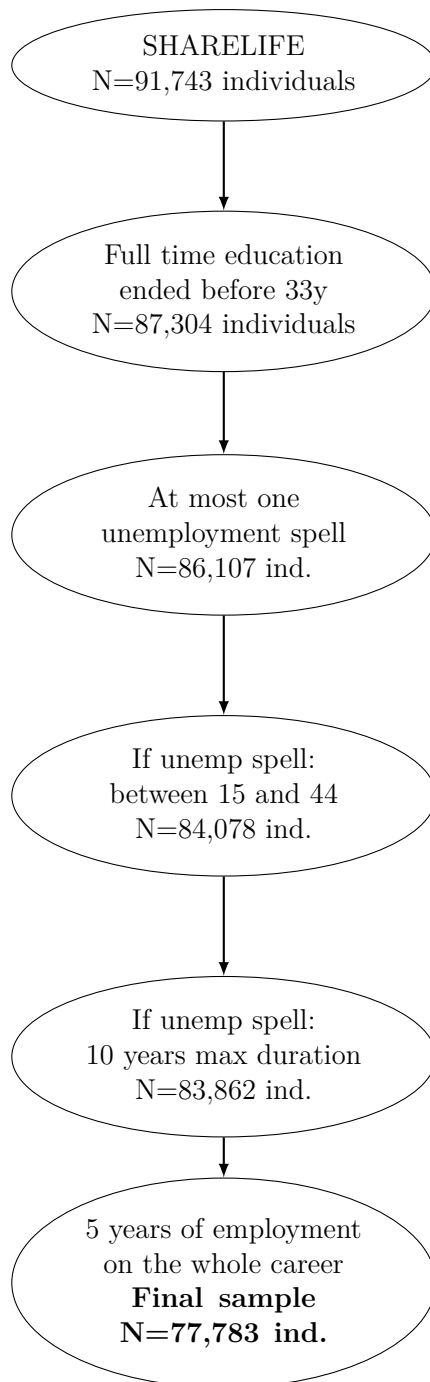 SHARELIFE
N=91,743 individuals
Full time education
ended before 33y
N=87,304 individuals
At most one
unemployment spell
N=86,107 ind.
If unemp spell:
between 15 and 44
N=84,078 ind.
If unemp spell:
10 years max duration
N=83,862 ind.
5 years of employment
on the whole career
Final sample
N=77,783 ind.